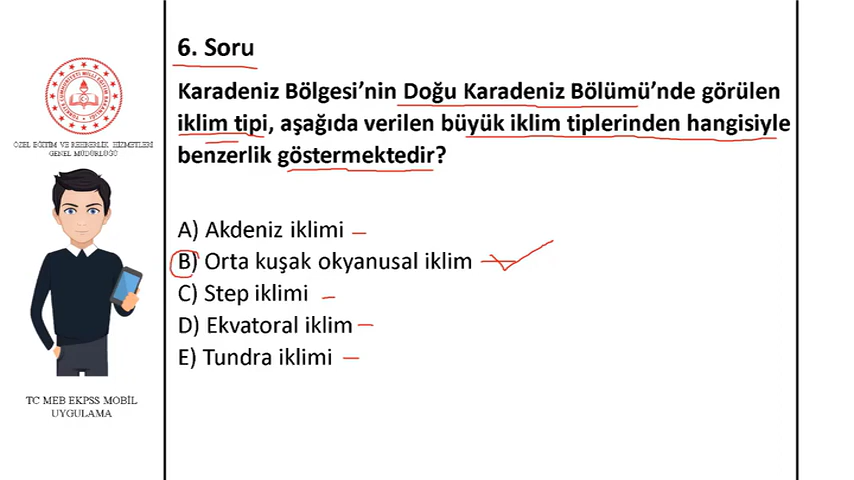 6. Soru
Karadeniz Bölgesi’nin Doğu Karadeniz Bölümü’nde görülen
iklim tipi, aşağıda verilen büyük iklim tiplerinden hangisiyle
benzerlik göstermektedir?
A) Akdeniz iklimi
B) Orta kuşak okyanusal iklim
C) Step iklimi
D) Ekvatoral iklim
E) Tundra iklimi
ÖZEL EĞİTİM VE REHBERLİK HİZMETLERİ
GENEL MÜDÜRLÜĞÜ
TC MEB EKPSS MOBİL
UYGULAMA